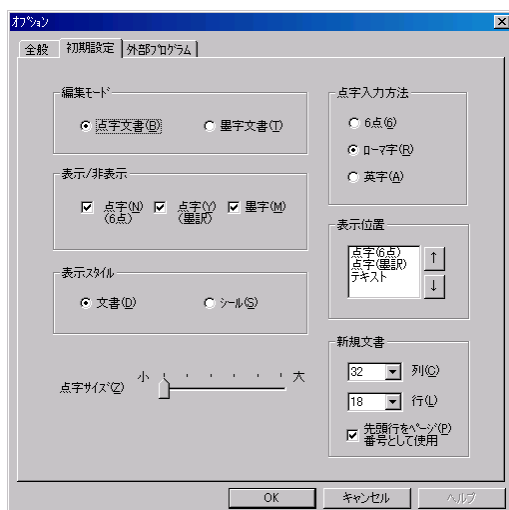 オプション
全般 初期設定 外部プログラム
編集モード
点字文書(B) 墨字文書(T)
表示/非表示
点字(N) 点字(Y) 墨字(M)
(6点) (墨訳)
表示スタイル
文書(D) シール(S)
点字サイズ(Z) 小 大
点字入力方法
6点(6)
ローマ字(R)
英字(A)
表示位置
点字(6点)
点字(墨訳)
テキスト
↑
↓
新規文書
32 列(C)
18 行(L)
先頭行をページ(P)
番号として使用
OK キャンセル ヘルプ